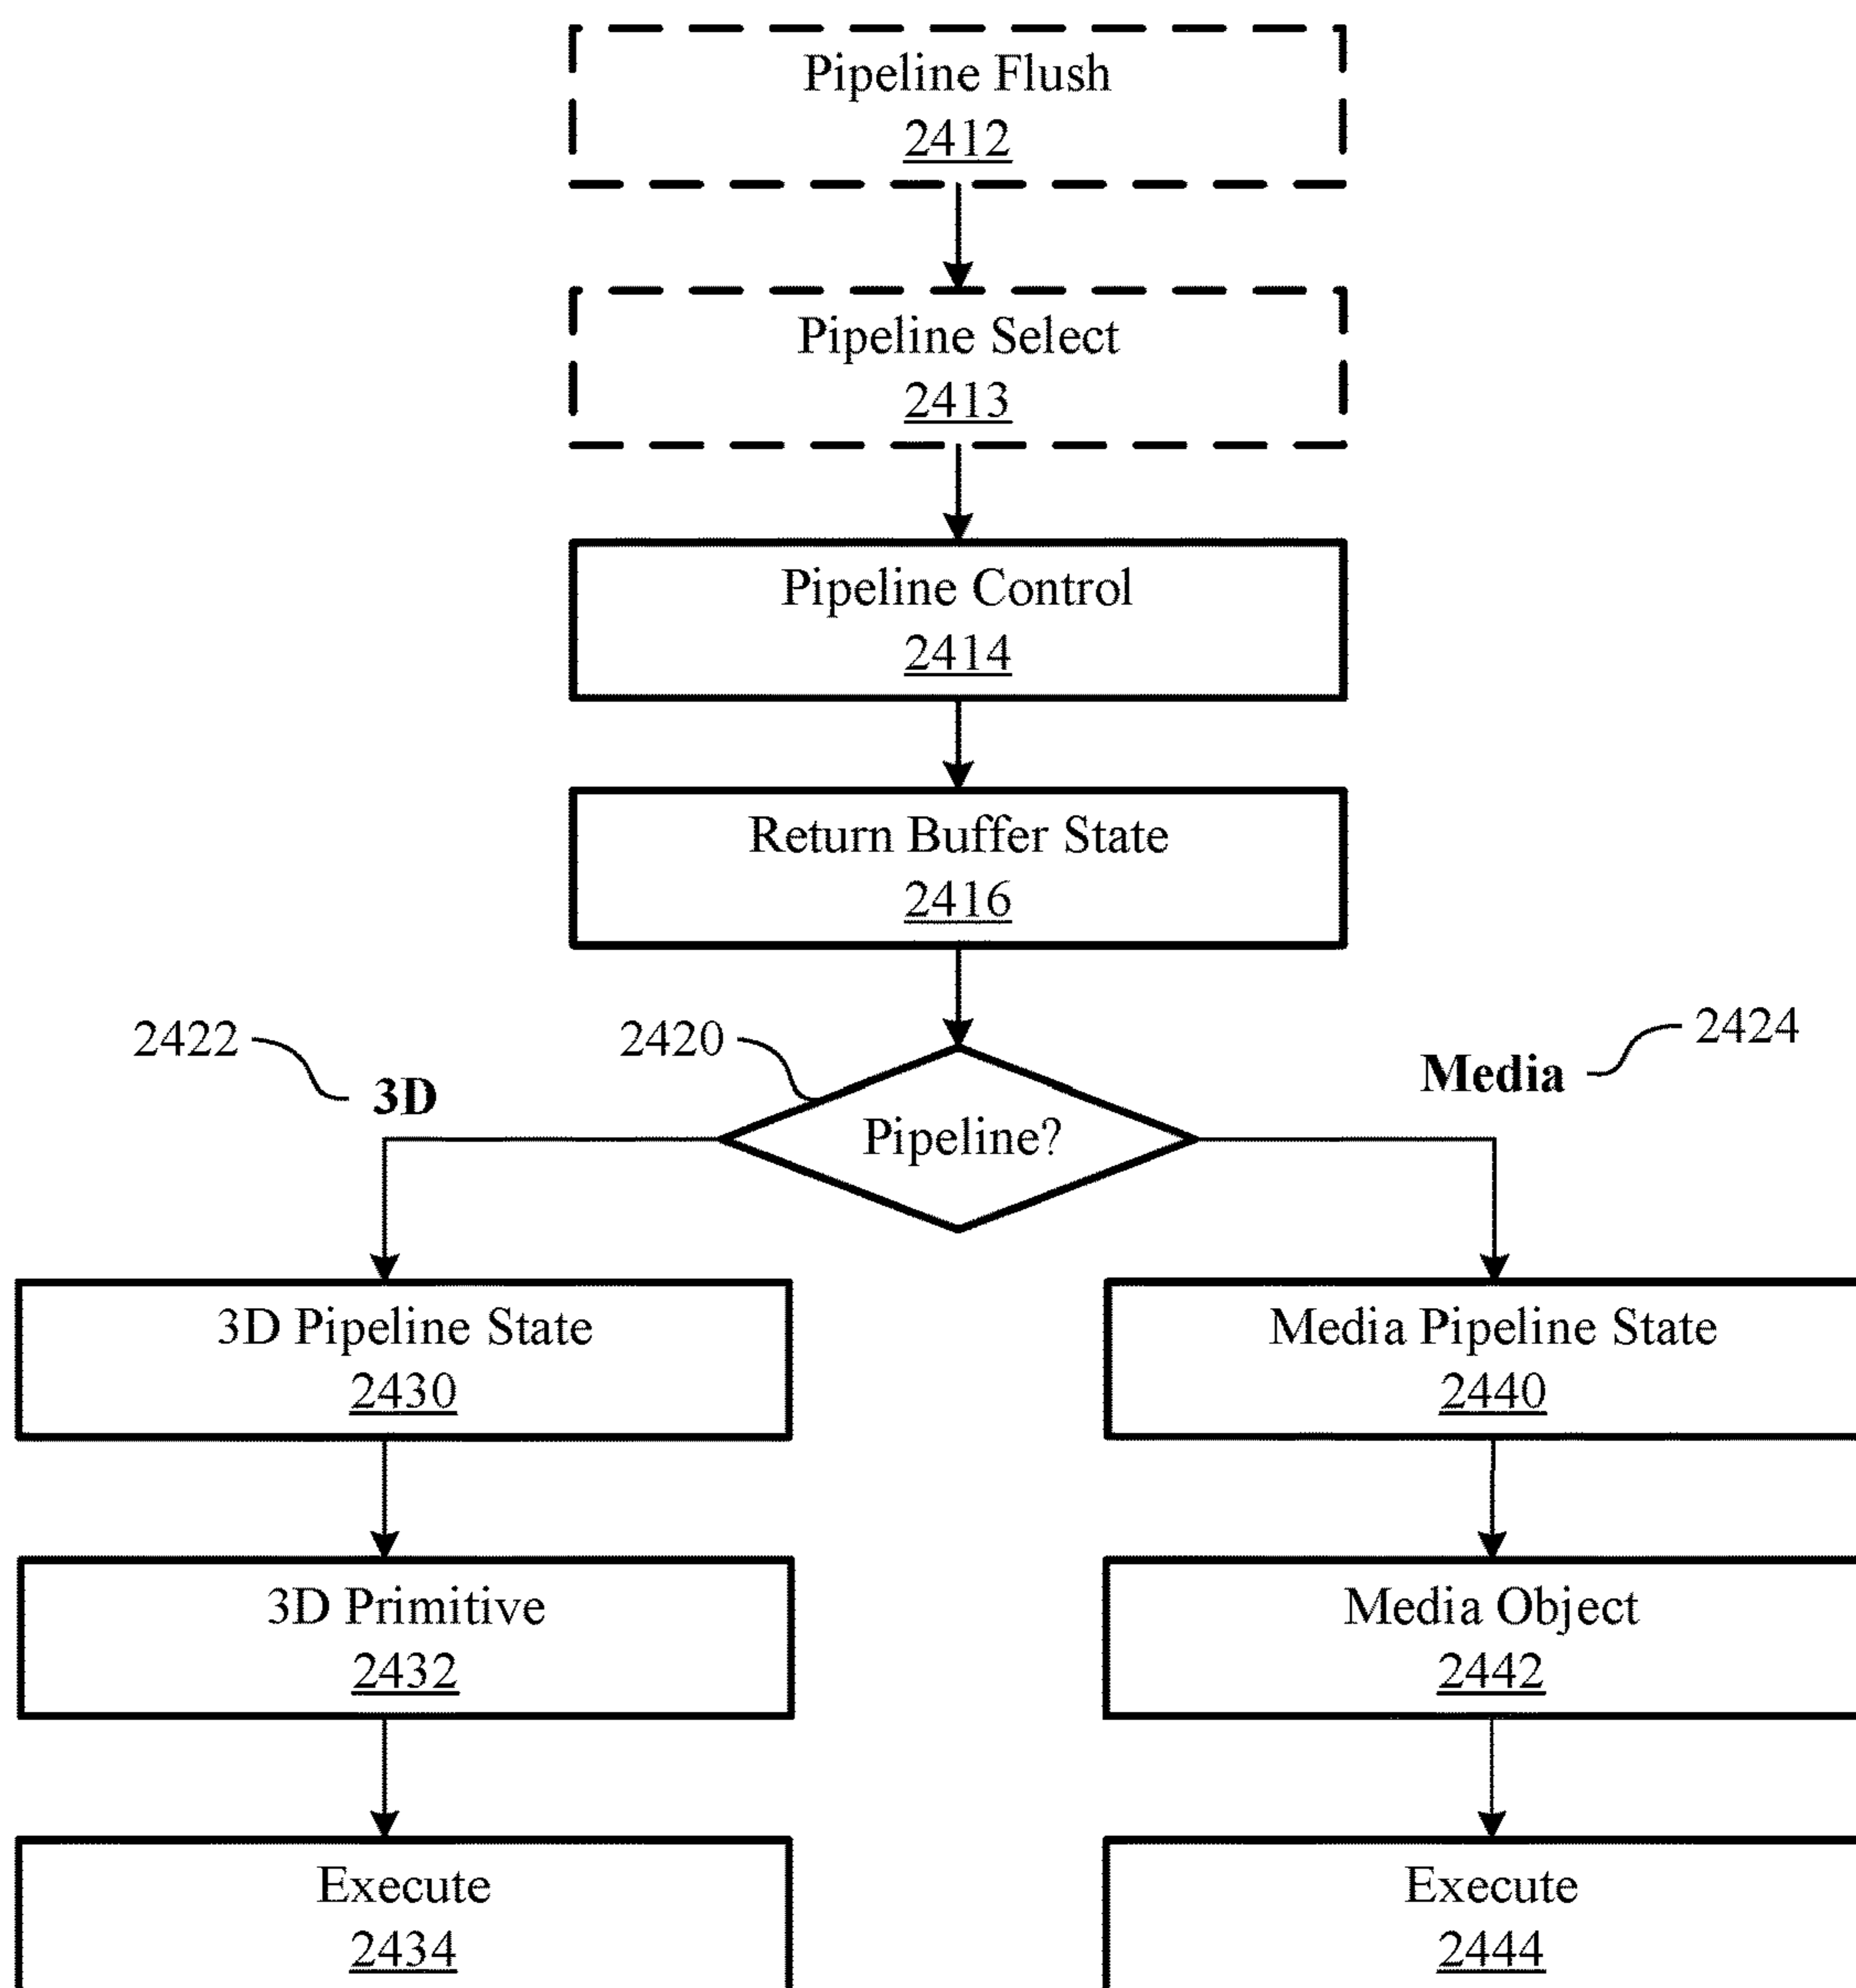 Pipeline Flush
2412
Pipeline Select
2413
Pipeline Control
2414
Return Buffer State
2416
2422
3D
2420
Pipeline?
Media
2424
3D Pipeline State
2430
Media Pipeline State
2440
3D Primitive
2432
Media Object
2442
Execute
2434
Execute
2444